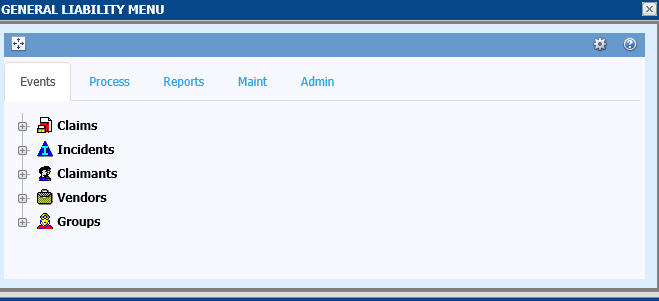 GENERAL LIABILITY MENU
Events Process Reports Maint Admin
Claims
Incidents
Claimants
Vendors
Groups